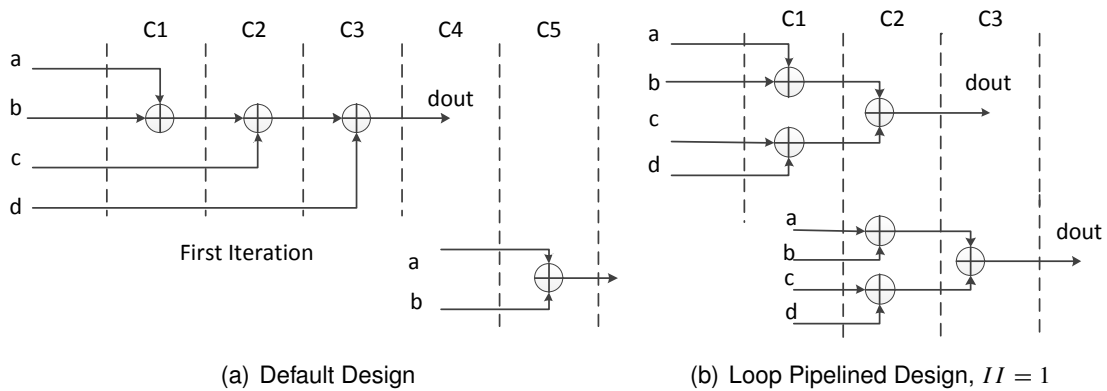 C1 C2 C3 C4 C5
a
b
c
d
dout
First Iteration
a
b
(a) Default Design
C1 C2 C3
a
b
c
d
dout
a
b
c
d
dout
(b) Loop Pipelined Design, II = 1